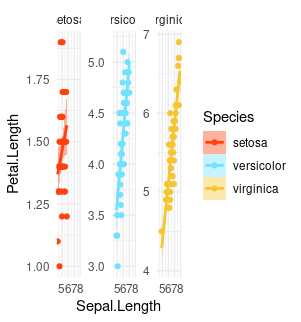 etosa rsico rginic
7
1.75
1.50
1.25
1.00
5.0
4.5
4.0
3.5
3.0
6
5
4
5678 5678 5678
Petal.Length
Sepal.Length
Species
setosa
versicolor
virginica